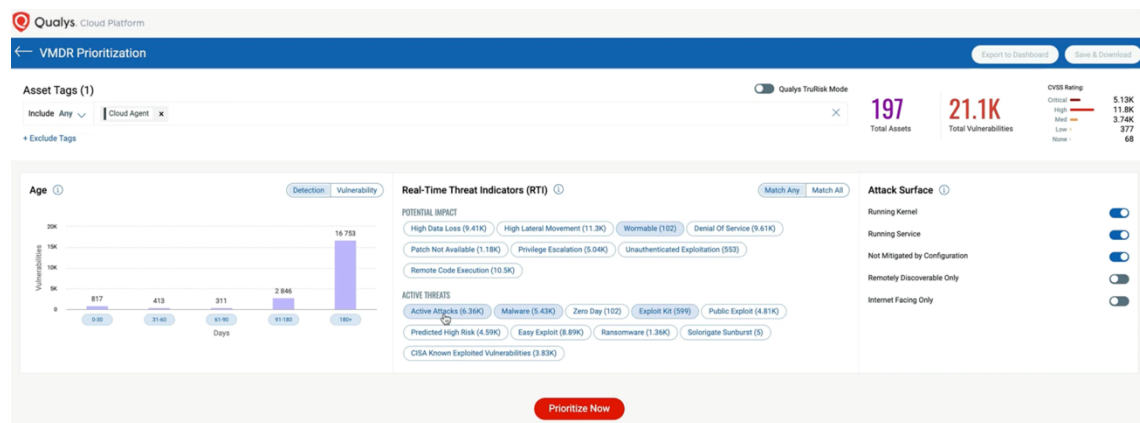 Qualys. Cloud Platform
← VMDR Prioritization
Export to Dashboard
Save & Download
Asset Tags (1)
Qualys TruRisk Mode
Include Any
Cloud Agent x
+ Exclude Tags
197
Total Assets
21.1K
Total Vulnerabilities
CVSS Rating:
Critical 5.13K
High 11.8K
Med 3.74K
Low 377
None 68
Age
Detection Vulnerability
Vulnerabilities
20K
15K
10K
5K
0
817
413
311
2 846
16 753
0-30
31-60
61-90
91-180
180+
Days
Real-Time Threat Indicators (RTI)
Match Any Match All
POTENTIAL IMPACT
High Data Loss (9.41K) High Lateral Movement (11.3K) Wormable (102) Denial Of Service (9.61K)
Patch Not Available (1.18K) Privilege Escalation (5.04K) Unauthenticated Exploitation (553)
Remote Code Execution (10.5K)
ACTIVE THREATS
Active Attacks (6.36K) Malware (5.43K) Zero Day (102) Exploit Kit (599) Public Exploit (4.81K)
Predicted High Risk (4.59K) Easy Exploit (8.89K) Ransomware (1.36K) Solorigate Sunburst (5)
CISA Known Exploited Vulnerabilities (3.83K)
Attack Surface
Running Kernel
Running Service
Not Mitigated by Configuration
Remotely Discoverable Only
Internet Facing Only
Prioritize Now